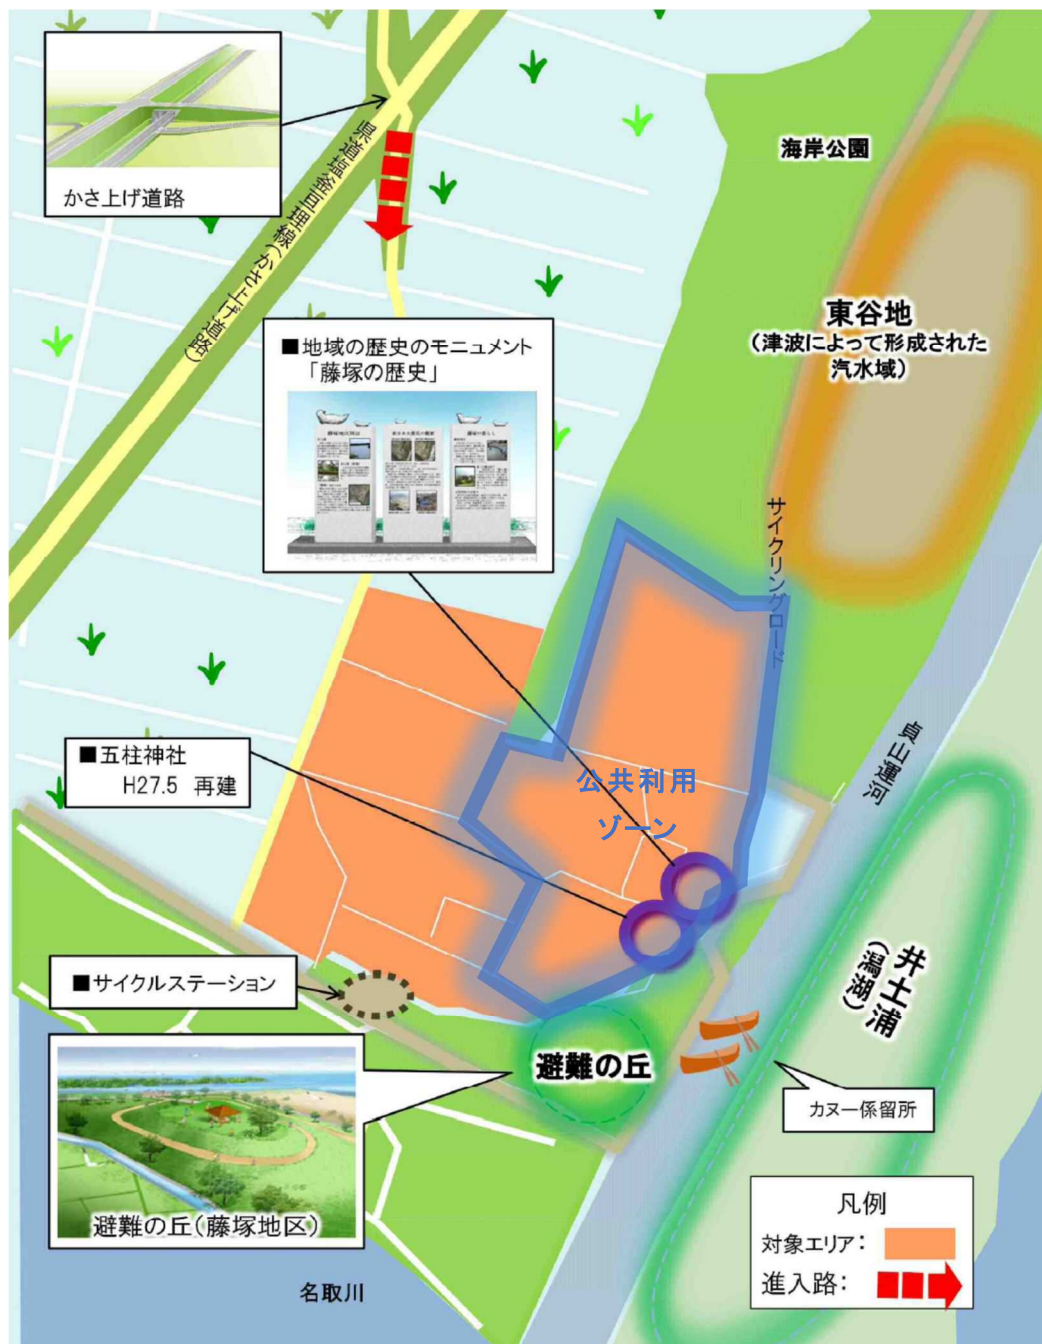 かさ上げ道路
県道塩釜亘理線(かさ上げ道路)
海岸公園
東谷地
(津波によって形成された
汽水域)
■地域の歴史のモニュメント
「藤塚の歴史」
サイクリングロード
■五柱神社
H27.5 再建
公共利用
ゾーン
貞山運河
井土浦
(潟湖)
■サイクルステーション
避難の丘
カヌー係留所
避難の丘(藤塚地区)
名取川
凡例
対象エリア:
進入路: